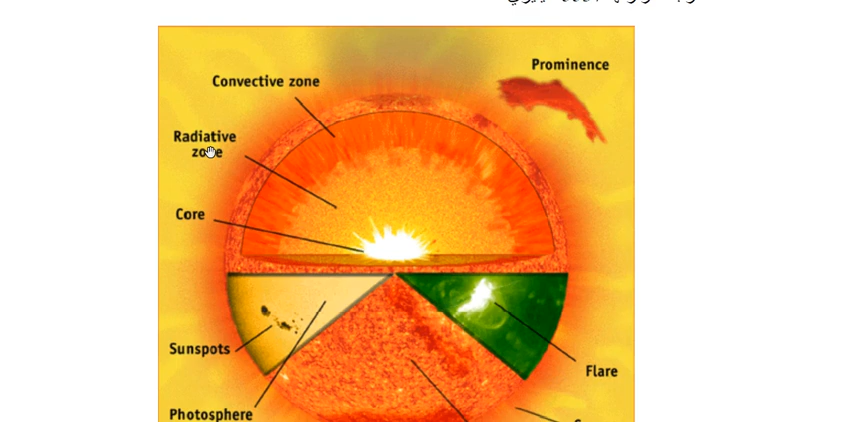 Prominence
Convective zone
Radiative
zone
Core
Sunspots
Flare
Photosphere